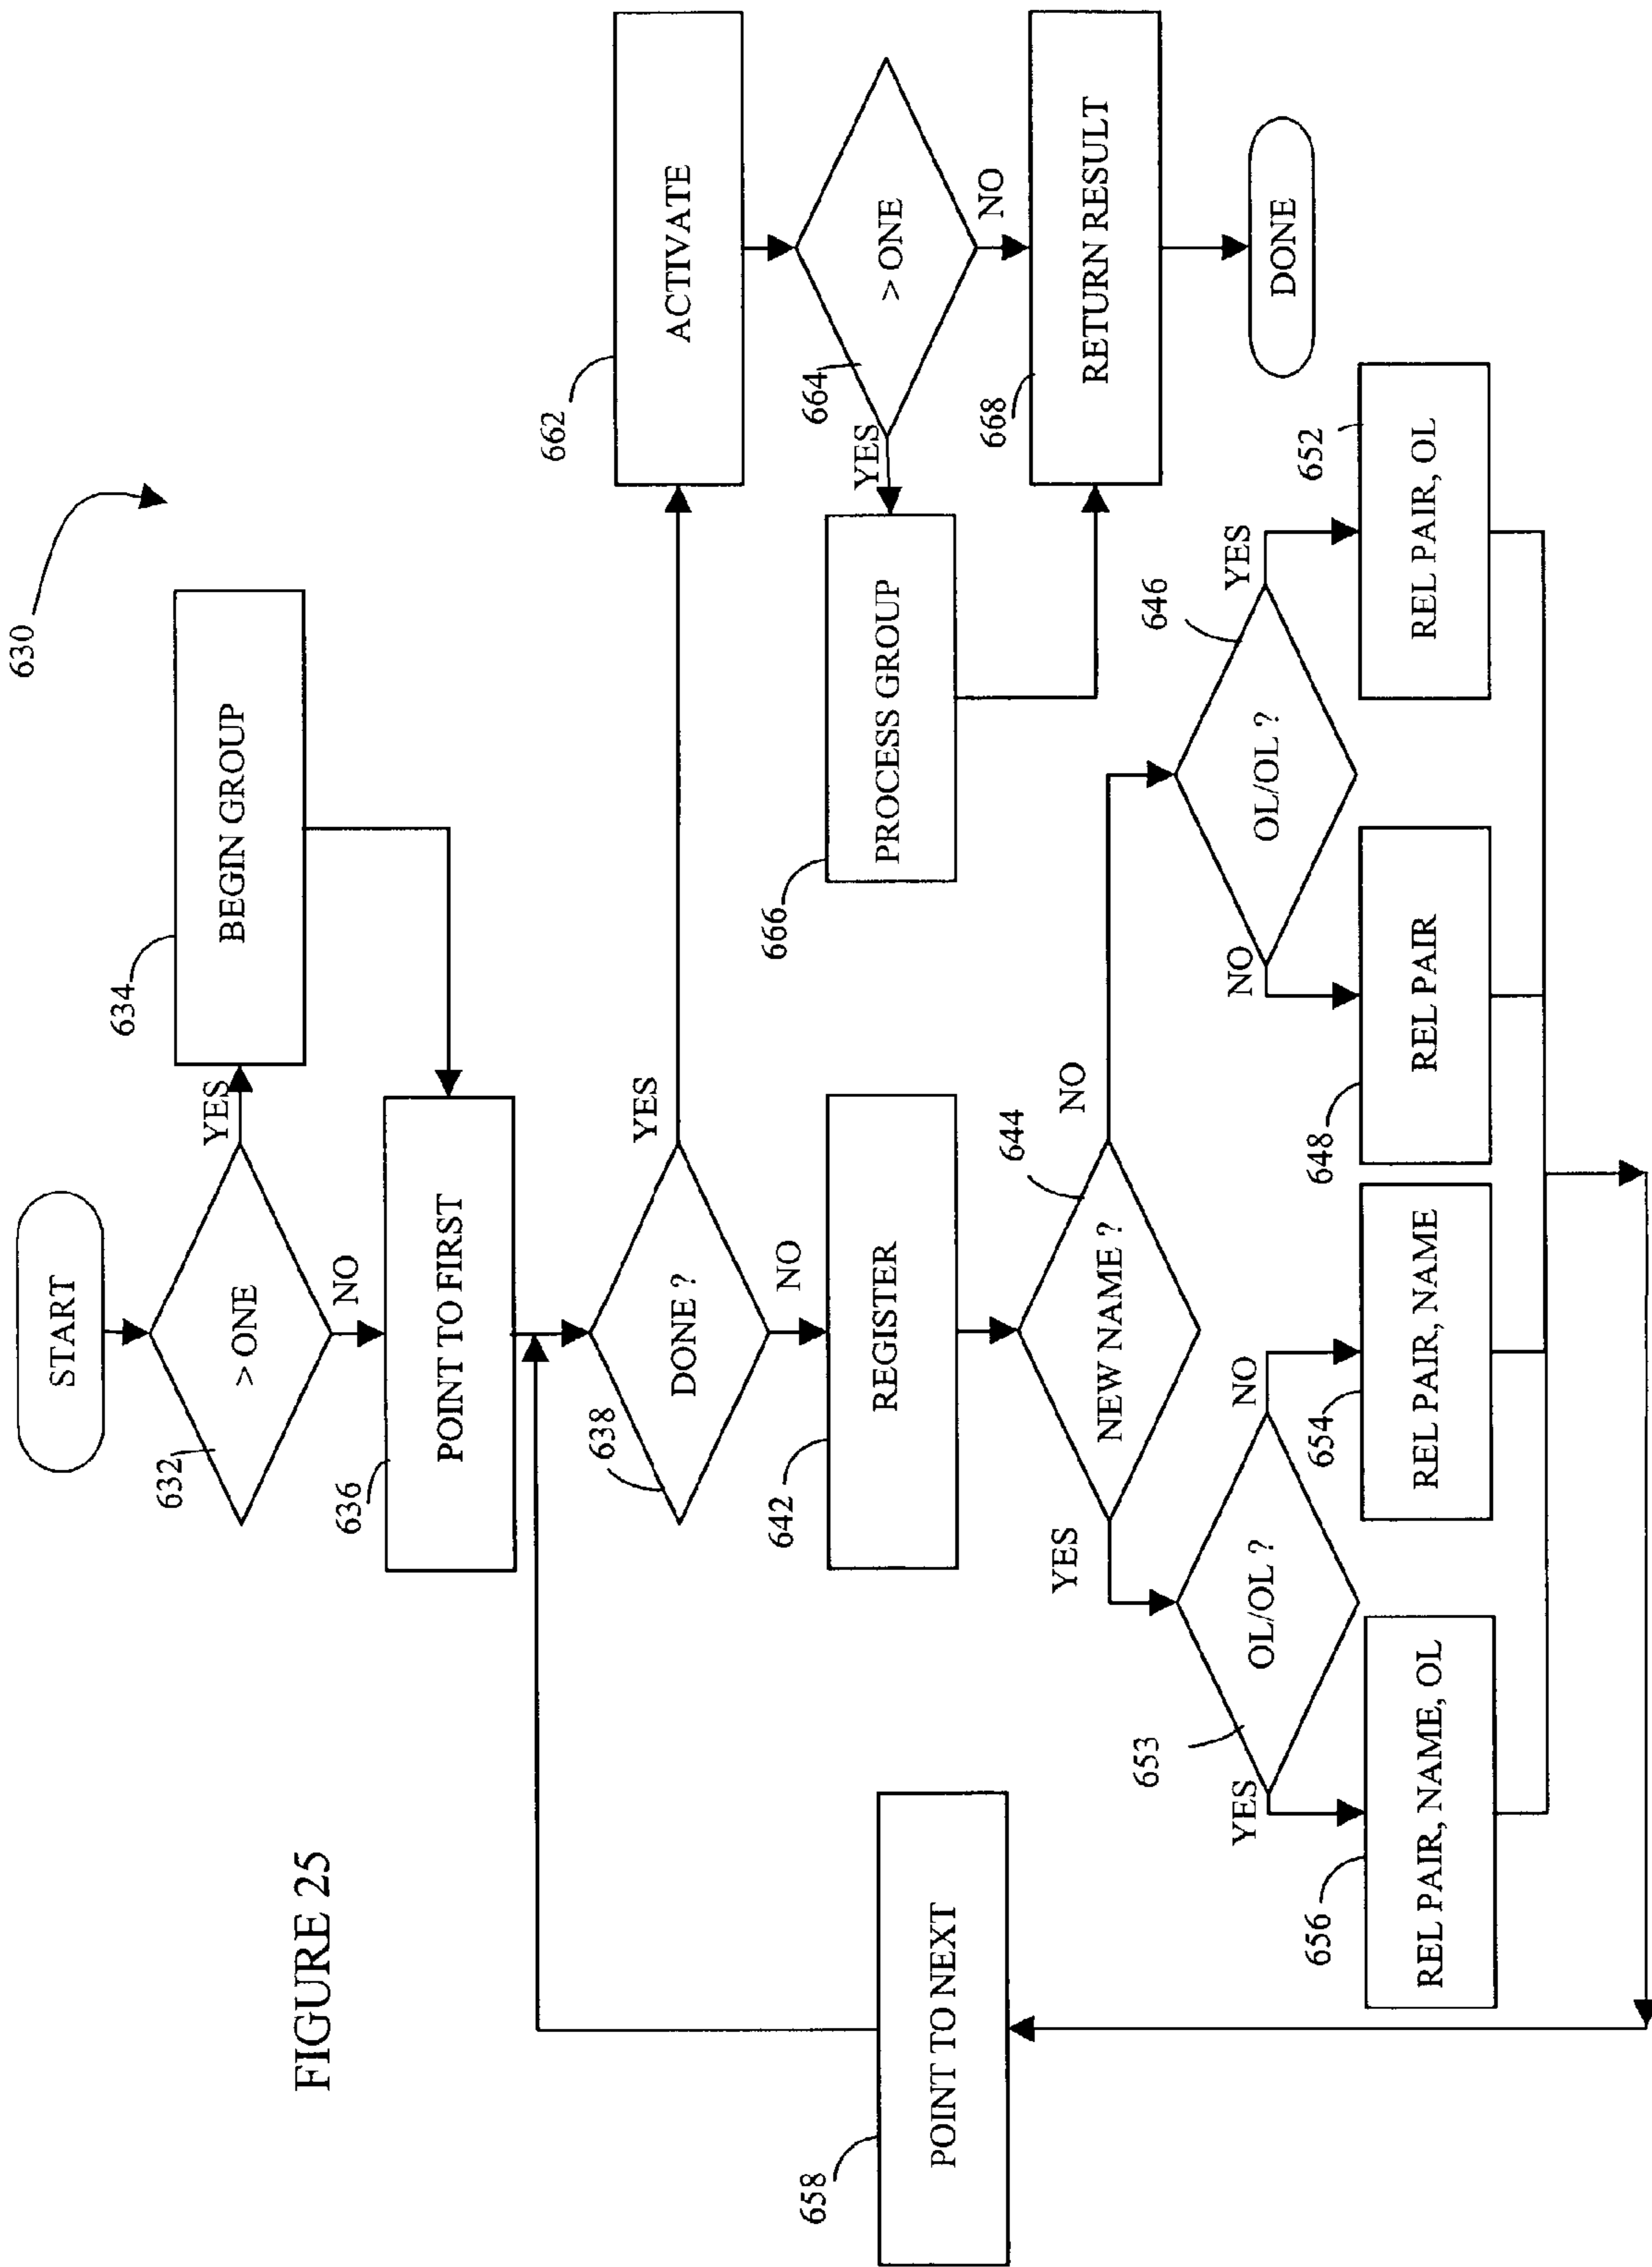 FIGURE 25
630
START
632
> ONE
YES
NO
634
BEGIN GROUP
636
POINT TO FIRST
638
DONE ?
YES
NO
642
REGISTER
644
NEW NAME ?
YES
NO
653
OL/OL ?
YES
NO
646
OL/OL ?
NO
YES
656
REL PAIR, NAME, OL
654
REL PAIR, NAME
648
REL PAIR
652
REL PAIR, OL
658
POINT TO NEXT
662
ACTIVATE
664
> ONE
YES
NO
666
PROCESS GROUP
668
RETURN RESULT
DONE